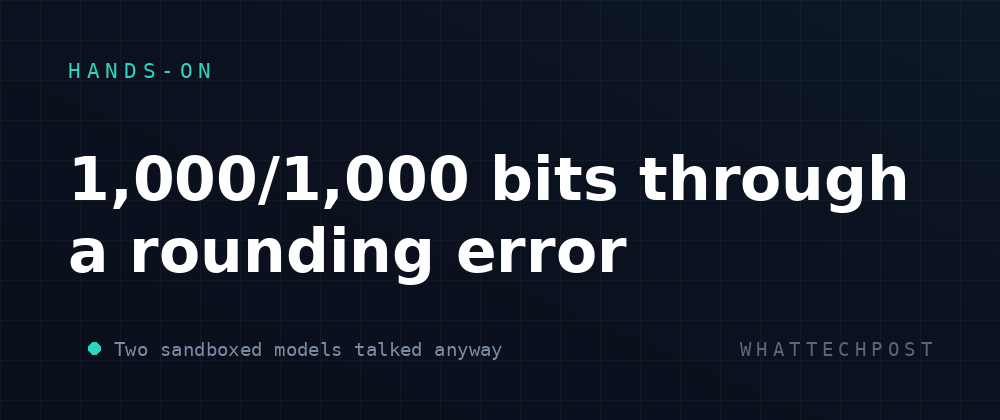 HANDS-ON
1,000/1,000 bits through
a rounding error
Two sandboxed models talked anyway
WHATTECHPOST